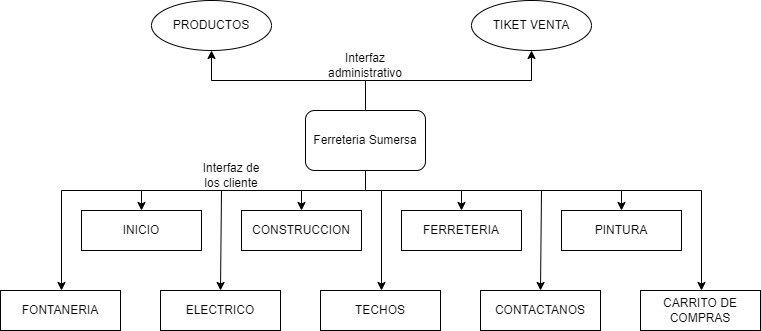 PRODUCTOS
TIKET VENTA
Interfaz
administrativo
Ferreteria Sumersa
Interfaz de
los cliente
INICIO
CONSTRUCCION
FERRETERIA
PINTURA
FONTANERIA
ELECTRICO
TECHOS
CONTACTANOS
CARRITO DE
COMPRAS